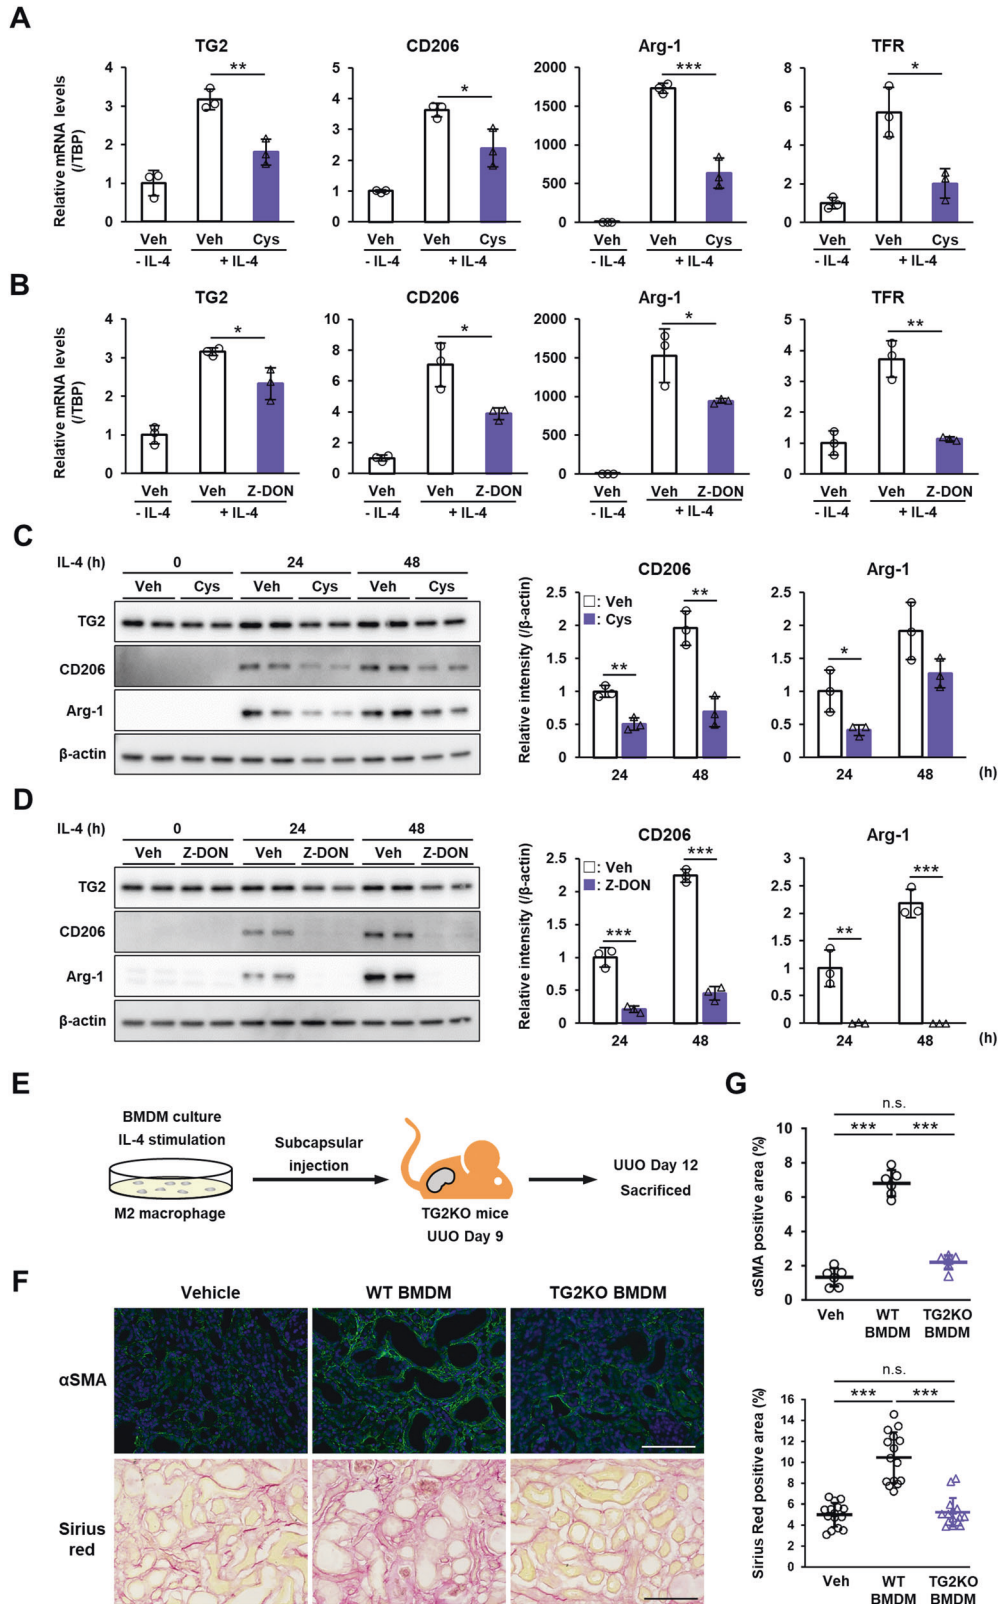 A
TG2
CD206
Arg-1
TFR
Relative mRNA levels
(/TBP)
4
3
2
1
0
**
5
4
3
2
1
0
*
2000
1500
1000
500
0
***
8
6
4
2
0
*
Veh Veh Cys
- IL-4 + IL-4
Veh Veh Cys
- IL-4 + IL-4
Veh Veh Cys
- IL-4 + IL-4
Veh Veh Cys
- IL-4 + IL-4
B
TG2
CD206
Arg-1
TFR
Relative mRNA levels
(/TBP)
4
3
2
1
0
*
10
8
6
4
2
0
*
2000
1500
1000
500
0
*
5
4
3
2
1
0
**
Veh Veh Z-DON
- IL-4 + IL-4
Veh Veh Z-DON
- IL-4 + IL-4
Veh Veh Z-DON
- IL-4 + IL-4
Veh Veh Z-DON
- IL-4 + IL-4
C
IL-4 (h) 0 24 48
Veh Cys Veh Cys Veh Cys
TG2
CD206
Arg-1
β-actin
CD206
Relative intensity (/β-actin)
2.5
2
1.5
1
0.5
0
: Veh
: Cys
**
**
24 48
Arg-1
2.5
2
1.5
1
0.5
0
*
24 48 (h)
D
IL-4 (h) 0 24 48
Veh Z-DON Veh Z-DON Veh Z-DON
TG2
CD206
Arg-1
β-actin
CD206
Relative intensity (/β-actin)
2.5
2
1.5
1
0.5
0
: Veh
: Z-DON
***
***
24 48
Arg-1
3
2.5
2
1.5
1
0.5
0
**
***
24 48 (h)
E
BMDM culture
IL-4 stimulation
M2 macrophage
Subcapsular
injection
TG2KO mice
UUO Day 9
UUO Day 12
Sacrificed
F
Vehicle WT BMDM TG2KO BMDM
αSMA
Sirius
red
G
αSMA positive area (%)
10
8
6
4
2
0
n.s.
*** ***
Veh WT TG2KO
BMDM BMDM
Sirius Red positive area (%)
16
14
12
10
8
6
4
2
0
n.s.
*** ***
Veh WT TG2KO
BMDM BMDM